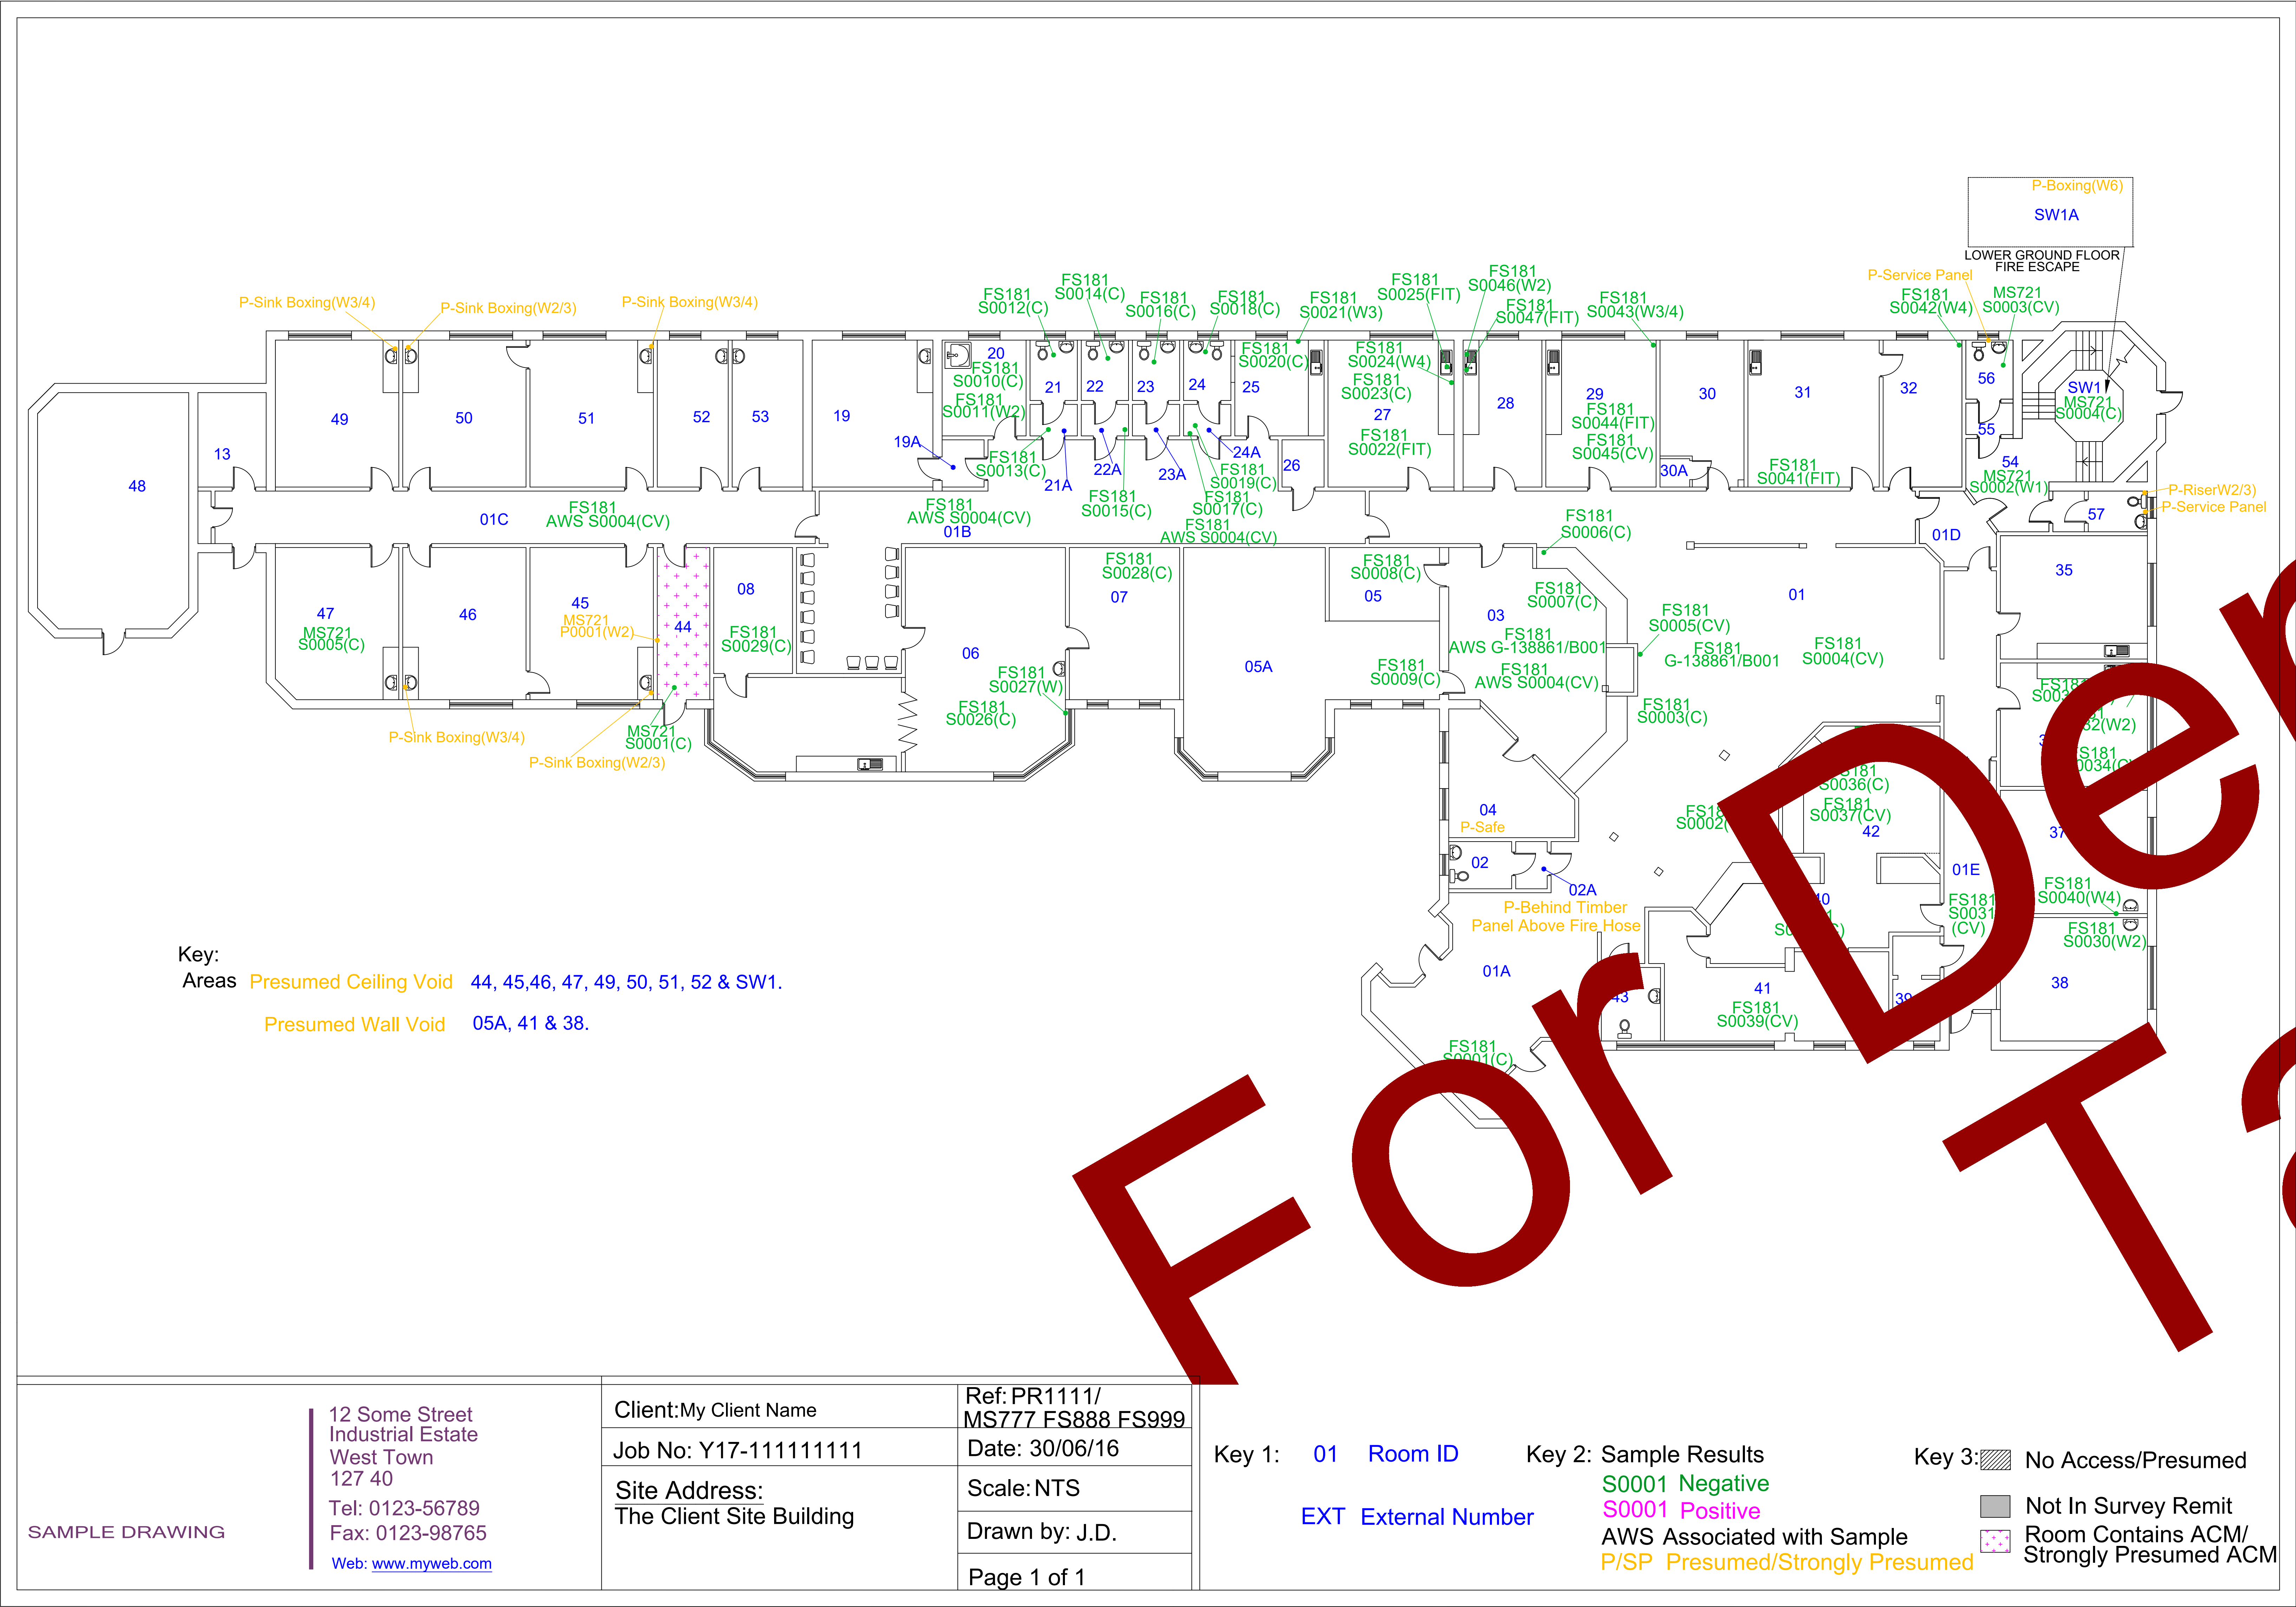 P-Boxing(W6)
SW1A
LOWER GROUND FLOOR
FIRE ESCAPE
P-Service Panel
FS181
S0042(W4)
MS721
S0003(CV)
P-Sink Boxing(W3/4)
P-Sink Boxing(W2/3)
P-Sink Boxing(W3/4)
FS181
S0012(C)
FS181
S0014(C)
FS181
S0016(C)
FS181
S0018(C)
FS181
S0021(W3)
FS181
S0025(FIT)
FS181
S0046(W2)
FS181
S0047(FIT)
FS181
S0043(W3/4)
48
13
49
50
51
52
53
19
19A
20
FS181
S0010(C)
FS181
S0011(W2)
21
22
23
24
FS181
S0020(C)
25
26
FS181
S0024(W4)
FS181
S0023(C)
27
FS181
S0022(FIT)
28
29
FS181
S0044(FIT)
FS181
S0045(CV)
30
30A
31
FS181
S0041(FIT)
32
56
55
54
MS721
S0002(W1)
SW1
MS721
S0004(C)
FS181
S0013(C)
21A
22A
23A
24A
FS181
S0015(C)
FS181
S0019(C)
FS181
S0017(C)
FS181
AWS S0004(CV)
01C
FS181
AWS S0004(CV)
FS181
AWS S0004(CV)
01B
FS181
S0006(C)
01D
57
P-RiserW2/3)
P-Service Panel
35
47
MS721
S0005(C)
46
45
MS721
P0001(W2)
44
08
FS181
S0029(C)
06
FS181
S0027(W)
FS181
S0026(C)
FS181
S0028(C)
07
05A
FS181
S0008(C)
05
FS181
S0009(C)
03
FS181
S0007(C)
FS181
AWS G-138861/B001
FS181
AWS S0004(CV)
FS181
S0005(CV)
FS181
G-138861/B001
FS181
S0004(CV)
01
FS181
S0003(C)
P-Sink Boxing(W3/4)
P-Sink Boxing(W2/3)
MS721
S0001(C)
04
P-Safe
02
02A
P-Behind Timber
Panel Above Fire Hose
01A
FS181
S0001(C)
S0002(
S0036(C)
FS181
S0037(CV)
42
37
01E
FS181
S0031
(CV)
FS181
S0040(W4)
FS181
S0030(W2)
38
41
FS181
S0039(CV)
39
43
Key:
Areas Presumed Ceiling Void 44, 45,46, 47, 49, 50, 51, 52 & SW1.
Presumed Wall Void 05A, 41 & 38.
For De
SAMPLE DRAWING
12 Some Street
Industrial Estate
West Town
127 40
Tel: 0123-56789
Fax: 0123-98765
Web: www.myweb.com
Client:My Client Name
Job No: Y17-111111111
Site Address:
The Client Site Building
Ref: PR1111/
MS777 FS888 FS999
Date: 30/06/16
Scale: NTS
Drawn by: J.D.
Page 1 of 1
Key 1: 01 Room ID
EXT External Number
Key 2: Sample Results
S0001 Negative
S0001 Positive
AWS Associated with Sample
P/SP Presumed/Strongly Presumed
Key 3: No Access/Presumed
Not In Survey Remit
Room Contains ACM/
Strongly Presumed ACM